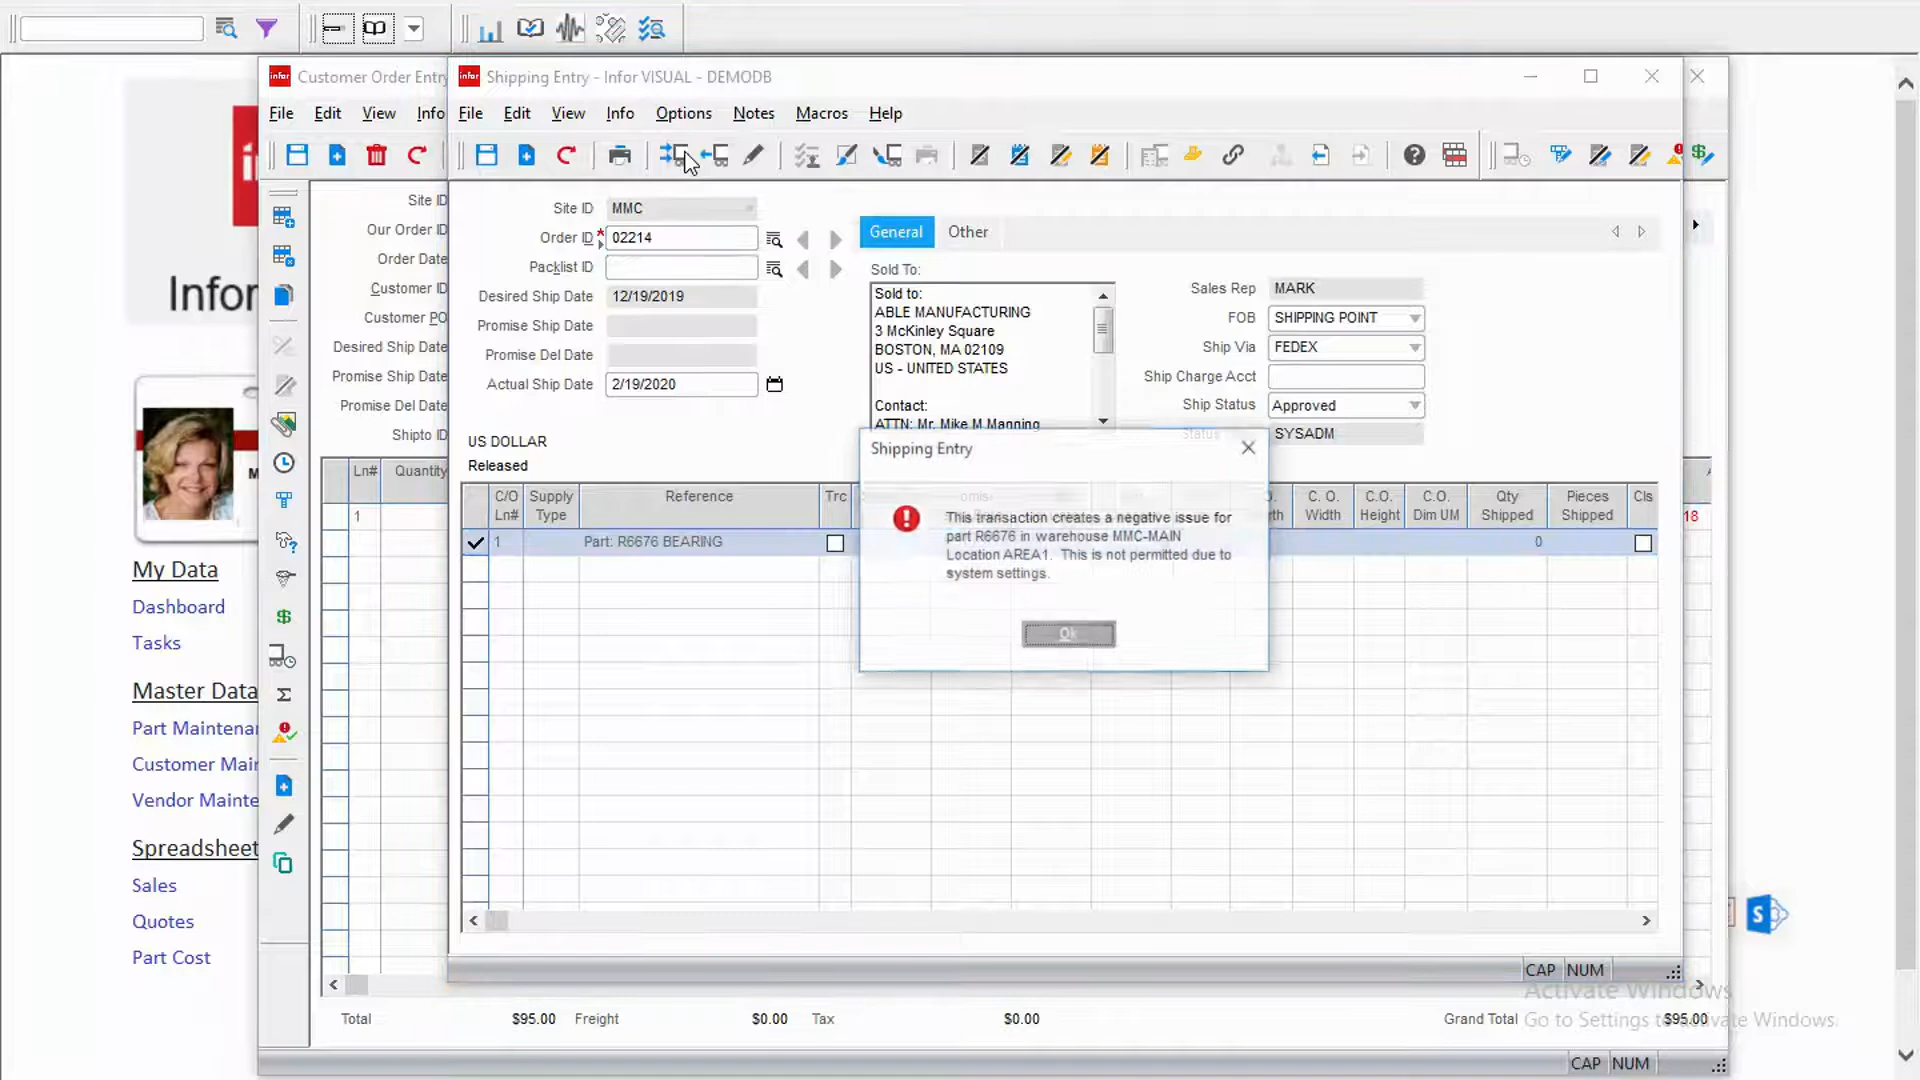 infor Customer Order Entry
infor Shipping Entry - Infor VISUAL - DEMODB
File Edit View Info
File Edit View Info Options Notes Macros Help
Site ID
Our Order ID
Order Date
Customer ID
Customer PO
Desired Ship Date
Promise Ship Date
Promise Del Date
Shipto ID
Ln# Quantity
1
Site ID MMC
Order ID * 02214
Packlist ID
Desired Ship Date 12/19/2019
Promise Ship Date
Promise Del Date
Actual Ship Date 2/19/2020
US DOLLAR
Released
General Other
Sold To:
Sold to:
ABLE MANUFACTURING
3 McKinley Square
BOSTON, MA 02109
US - UNITED STATES
Contact:
ATTN: Mr. Mike M Manning
Sales Rep MARK
FOB SHIPPING POINT
Ship Via FEDEX
Ship Charge Acct
Ship Status Approved
Status SYSADM
C/O Ln# Supply Type Reference Trc C. O. Width C.O. Height C.O. Dim UM Qty Shipped Pieces Shipped Cls
1 Part: R6676 BEARING 0
18
Shipping Entry
This transaction creates a negative issue for
part R6676 in warehouse MMC-MAIN
Location AREA1. This is not permitted due to
system settings.
Ok
CAP NUM
Total $95.00 Freight $0.00 Tax $0.00 Grand Total $95.00
CAP NUM
Activate Windows
Go to Settings to activate Windows.
Infor
My Data
Dashboard
Tasks
Master Data
Part Maintenan
Customer Main
Vendor Mainte
Spreadsheet
Sales
Quotes
Part Cost